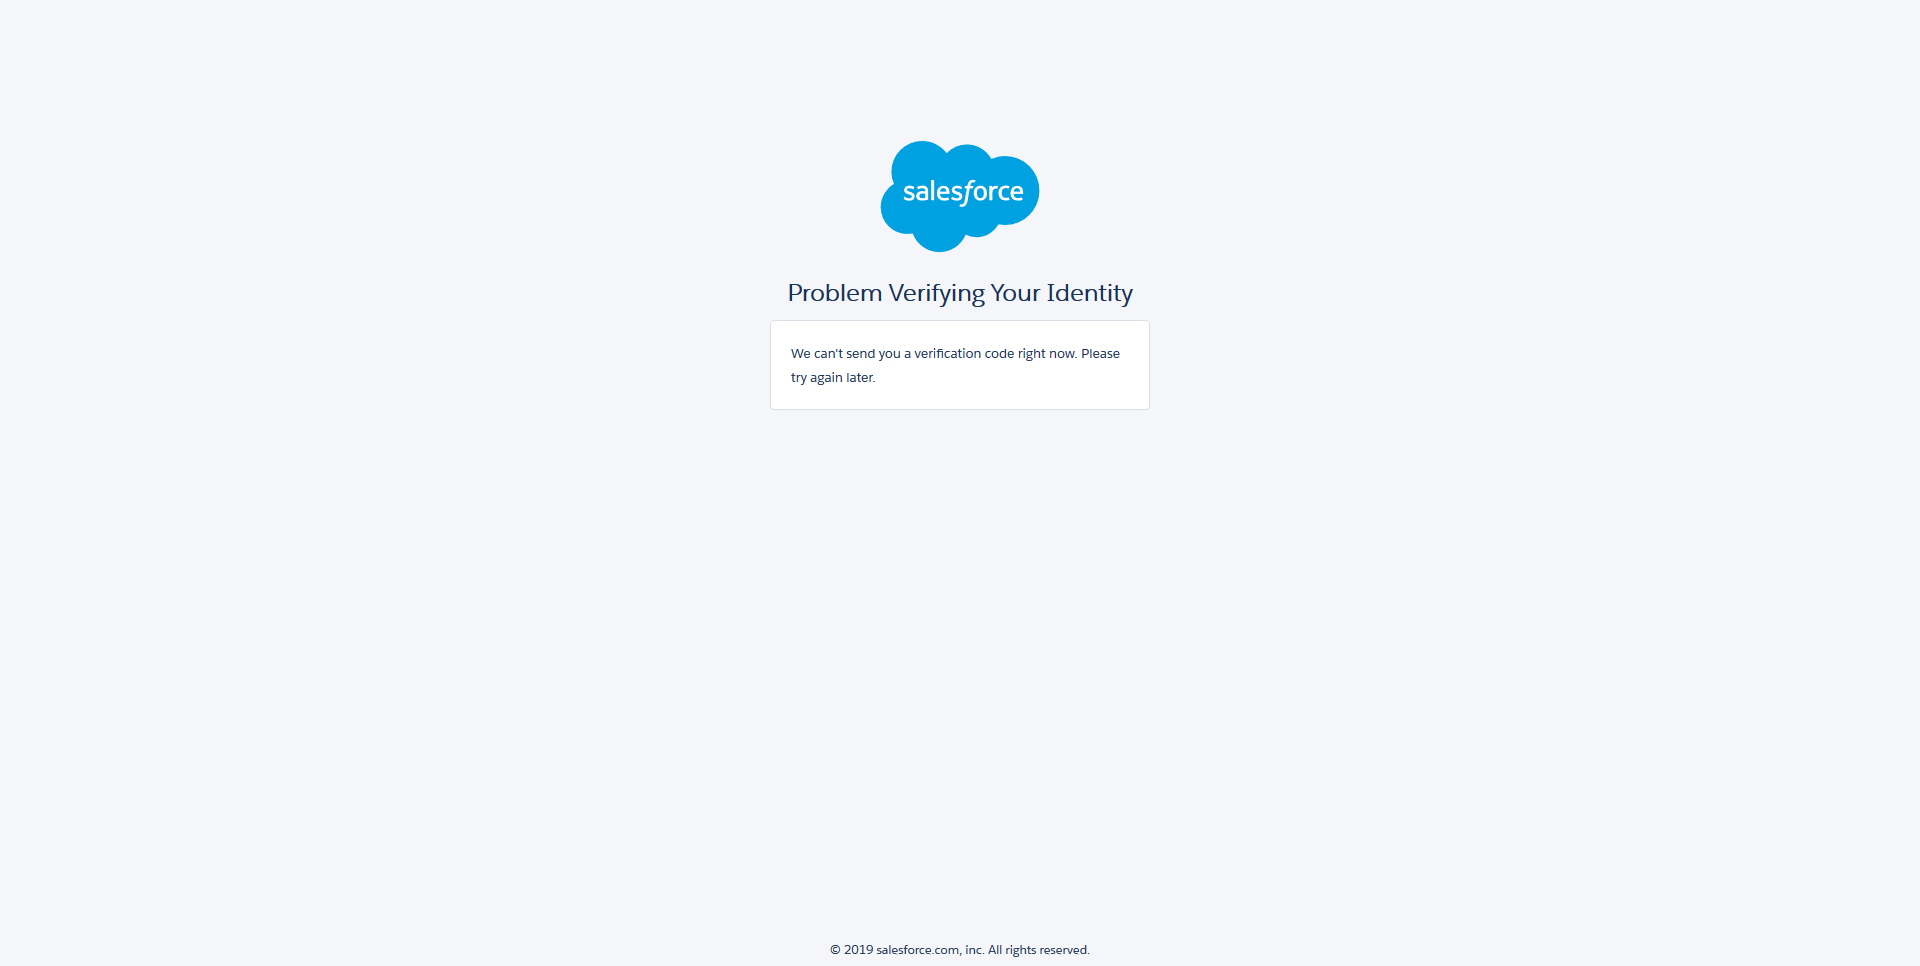 salesforce
Problem Verifying Your Identity
We can't send you a verification code right now. Please
try again later.
© 2019 salesforce.com, inc. All rights reserved.